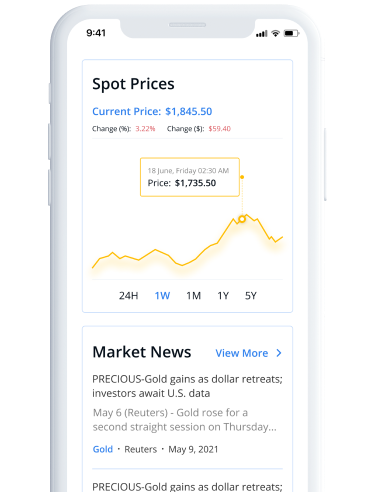 9:41
Spot Prices
Current Price: $1,845.50
Change (%): 3.22% Change ($): $59.40
18 June, Friday 02:30 AM
Price: $1,735.50
24H 1W 1M 1Y 5Y
Market News View More
PRECIOUS-Gold gains as dollar retreats;
investors await U.S. data
May 6 (Reuters) - Gold rose for a
second straight session on Thursday...
Gold · Reuters · May 9, 2021
PRECIOUS-Gold gains as dollar retreats;